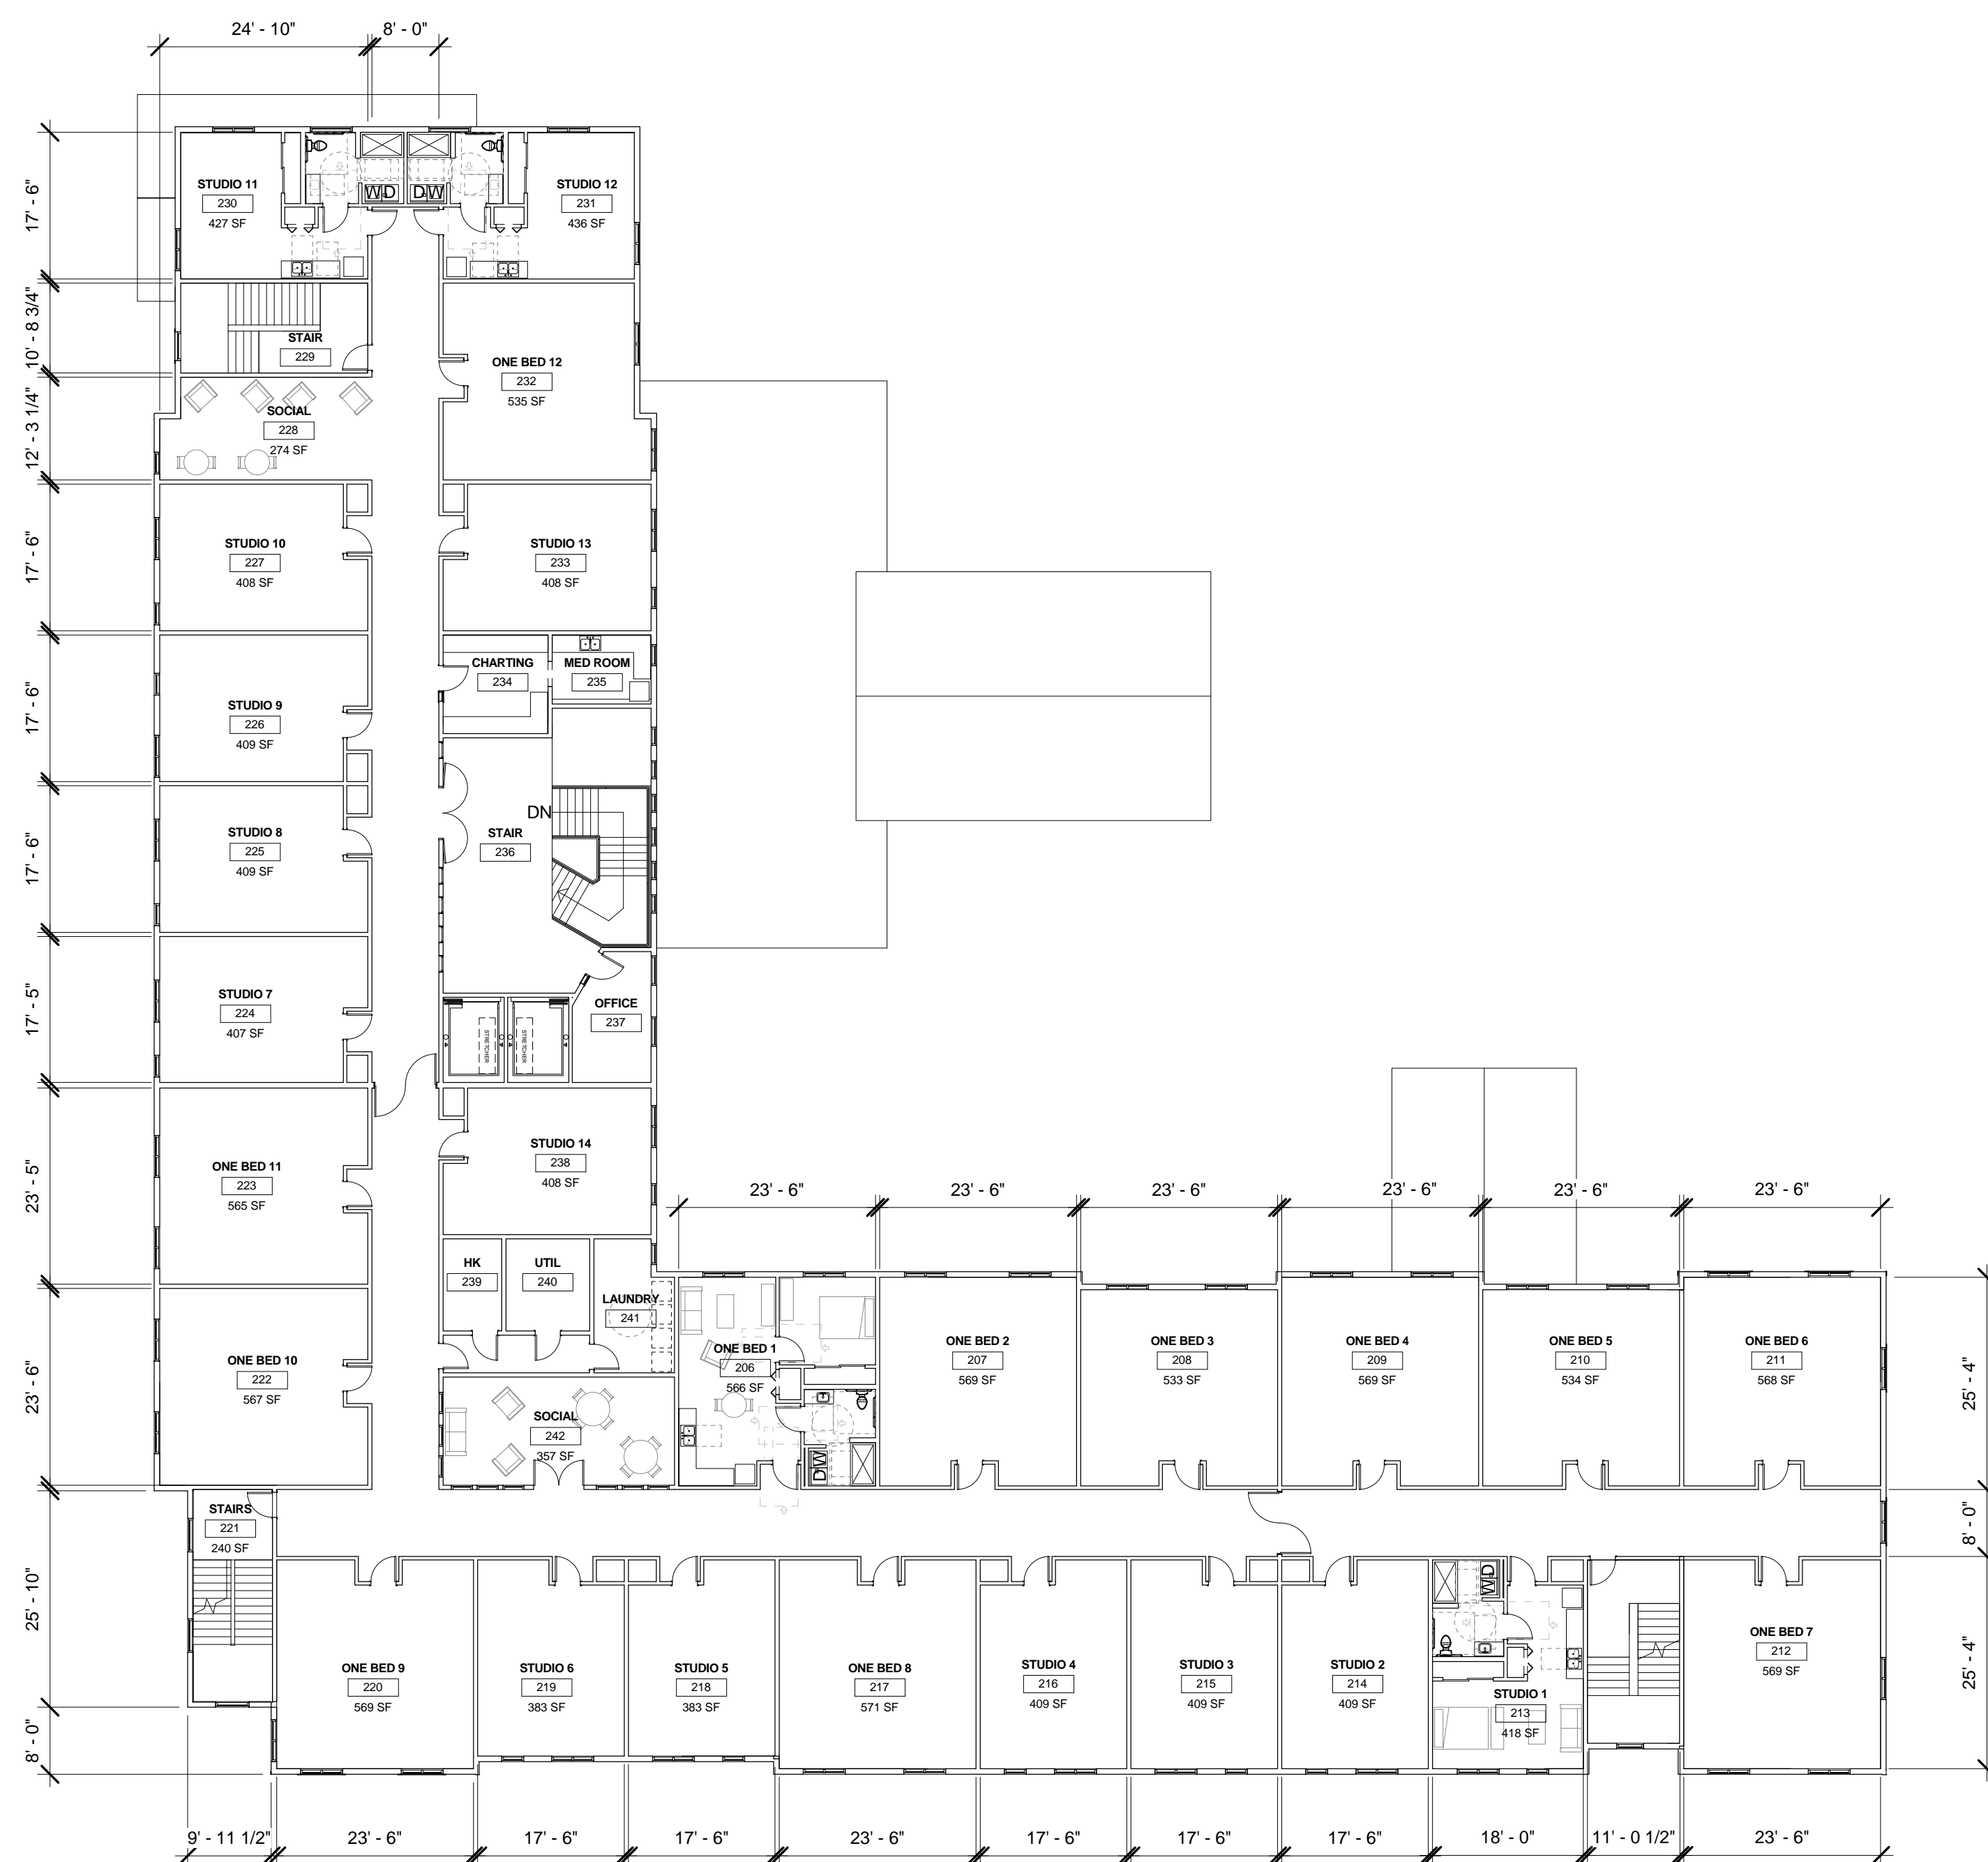 24' - 10"
8' - 0"
17' - 6"
10' - 8 3/4"
12' - 3 1/4"
17' - 6"
17' - 6"
17' - 6"
17' - 5"
23' - 5"
23' - 6"
25' - 10"
8' - 0"
STUDIO 11
230
427 SF
WD
DW
STUDIO 12
231
436 SF
STAIR
229
ONE BED 12
232
535 SF
SOCIAL
228
274 SF
STUDIO 10
227
408 SF
STUDIO 13
233
408 SF
CHARTING
234
MED ROOM
235
STUDIO 9
226
409 SF
DN
STUDIO 8
225
409 SF
STAIR
236
STUDIO 7
224
407 SF
OFFICE
237
STRETCHER
STRETCHER
STUDIO 14
238
408 SF
ONE BED 11
223
565 SF
23' - 6"
23' - 6"
23' - 6"
23' - 6"
23' - 6"
23' - 6"
HK
239
UTIL
240
LAUNDRY
241
ONE BED 10
222
567 SF
SOCIAL
242
357 SF
ONE BED 1
206
566 SF
DW
ONE BED 2
207
569 SF
ONE BED 3
208
533 SF
ONE BED 4
209
569 SF
ONE BED 5
210
534 SF
ONE BED 6
211
568 SF
25' - 4"
8' - 0"
25' - 4"
STAIRS
221
240 SF
ONE BED 9
220
569 SF
STUDIO 6
219
383 SF
STUDIO 5
218
383 SF
ONE BED 8
217
571 SF
STUDIO 4
216
409 SF
STUDIO 3
215
409 SF
STUDIO 2
214
409 SF
WD
STUDIO 1
213
418 SF
ONE BED 7
212
569 SF
9' - 11 1/2"
23' - 6"
17' - 6"
17' - 6"
23' - 6"
17' - 6"
17' - 6"
17' - 6"
18' - 0"
11' - 0 1/2"
23' - 6"